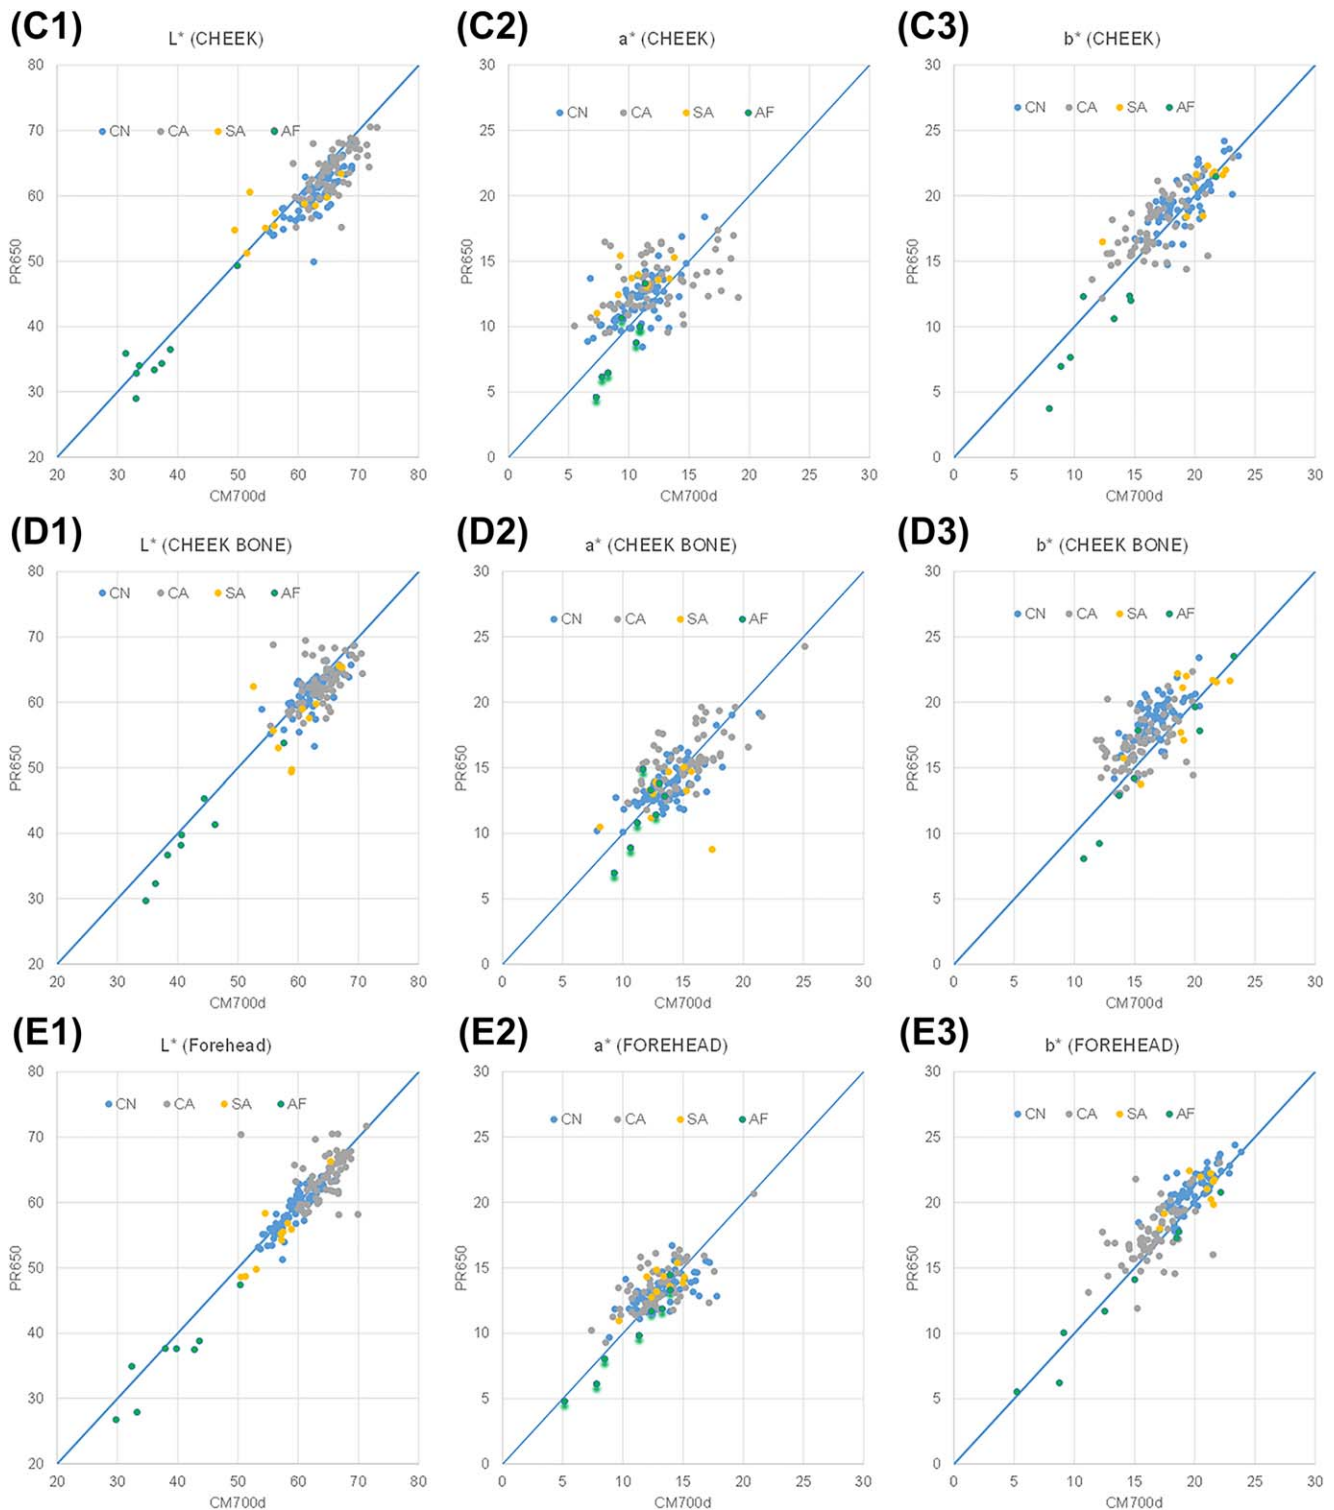 (C1)
L* (CHEEK)
80
70
60
50
40
30
20
20 30 40 50 60 70 80
PR650
CM700d
CN CA SA AF
(C2)
a* (CHEEK)
30
25
20
15
10
5
0
0 5 10 15 20 25 30
PR650
CM700d
CN CA SA AF
(C3)
b* (CHEEK)
30
25
20
15
10
5
0
0 5 10 15 20 25 30
PR650
CM700d
CN CA SA AF
(D1)
L* (CHEEK BONE)
80
70
60
50
40
30
20
20 30 40 50 60 70 80
PR650
CM700d
CN CA SA AF
(D2)
a* (CHEEK BONE)
30
25
20
15
10
5
0
0 5 10 15 20 25 30
PR650
CM700d
CN CA SA AF
(D3)
b* (CHEEK BONE)
30
25
20
15
10
5
0
0 5 10 15 20 25 30
PR650
CM700d
CN CA SA AF
(E1)
L* (Forehead)
80
70
60
50
40
30
20
20 30 40 50 60 70 80
PR650
CM700d
CN CA SA AF
(E2)
a* (FOREHEAD)
30
25
20
15
10
5
0
0 5 10 15 20 25 30
PR650
CM700d
CN CA SA AF
(E3)
b* (FOREHEAD)
30
25
20
15
10
5
0
0 5 10 15 20 25 30
PR650
CM700d
CN CA SA AF